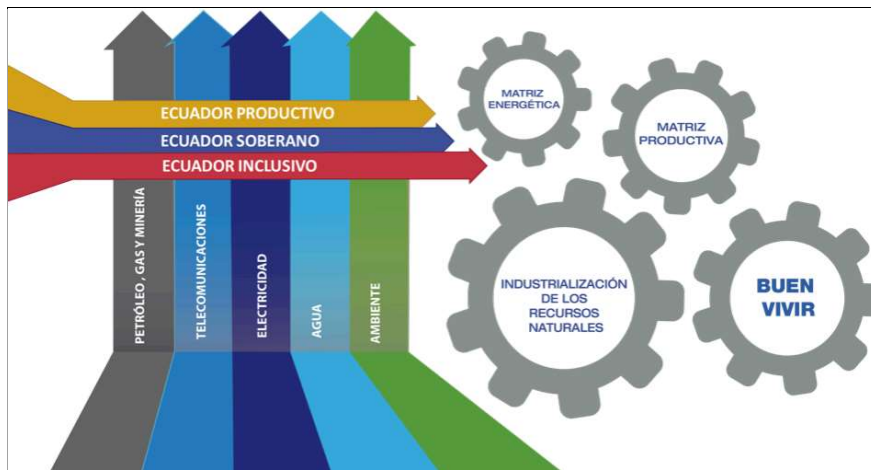 ECUADOR PRODUCTIVO
ECUADOR SOBERANO
ECUADOR INCLUSIVO
PETRÓLEO , GAS Y MINERÍA
TELECOMUNICACIONES
ELECTRICIDAD
AGUA
AMBIENTE
MATRIZ
ENERGÉTICA
MATRIZ
PRODUCTIVA
INDUSTRIALIZACIÓN
DE LOS
RECURSOS
NATURALES
BUEN
VIVIR